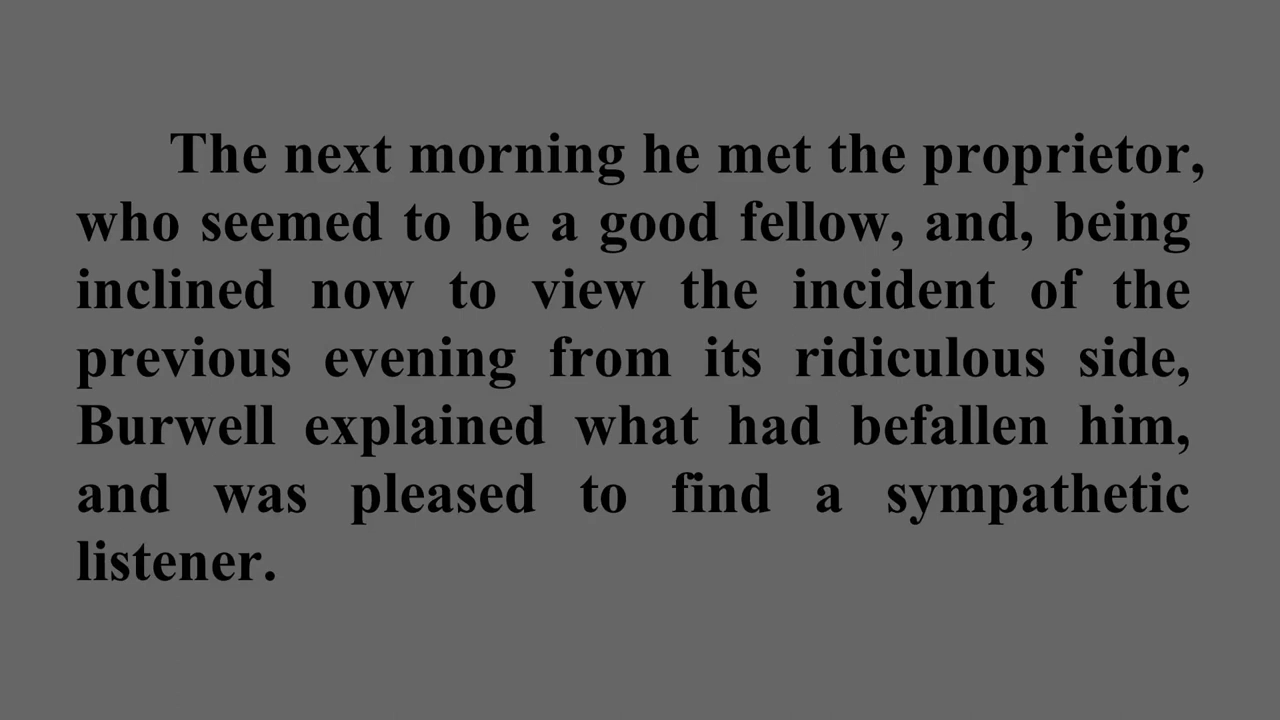 The next morning he met the proprietor,
who seemed to be a good fellow, and, being
inclined now to view the incident of the
previous evening from its ridiculous side,
Burwell explained what had befallen him,
and was pleased to find a sympathetic
listener.